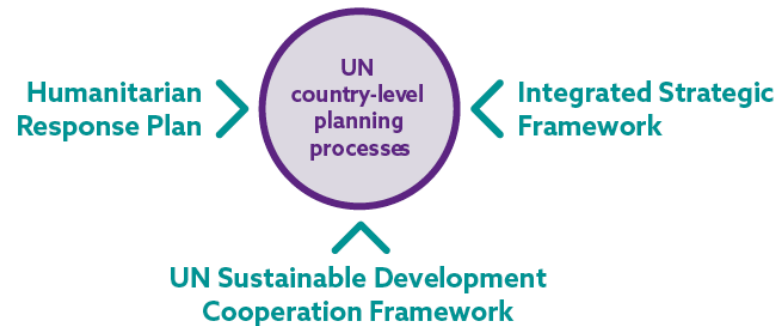 Humanitarian
Response Plan
UN
country-level
planning
processes
Integrated Strategic
Framework
UN Sustainable Development
Cooperation Framework